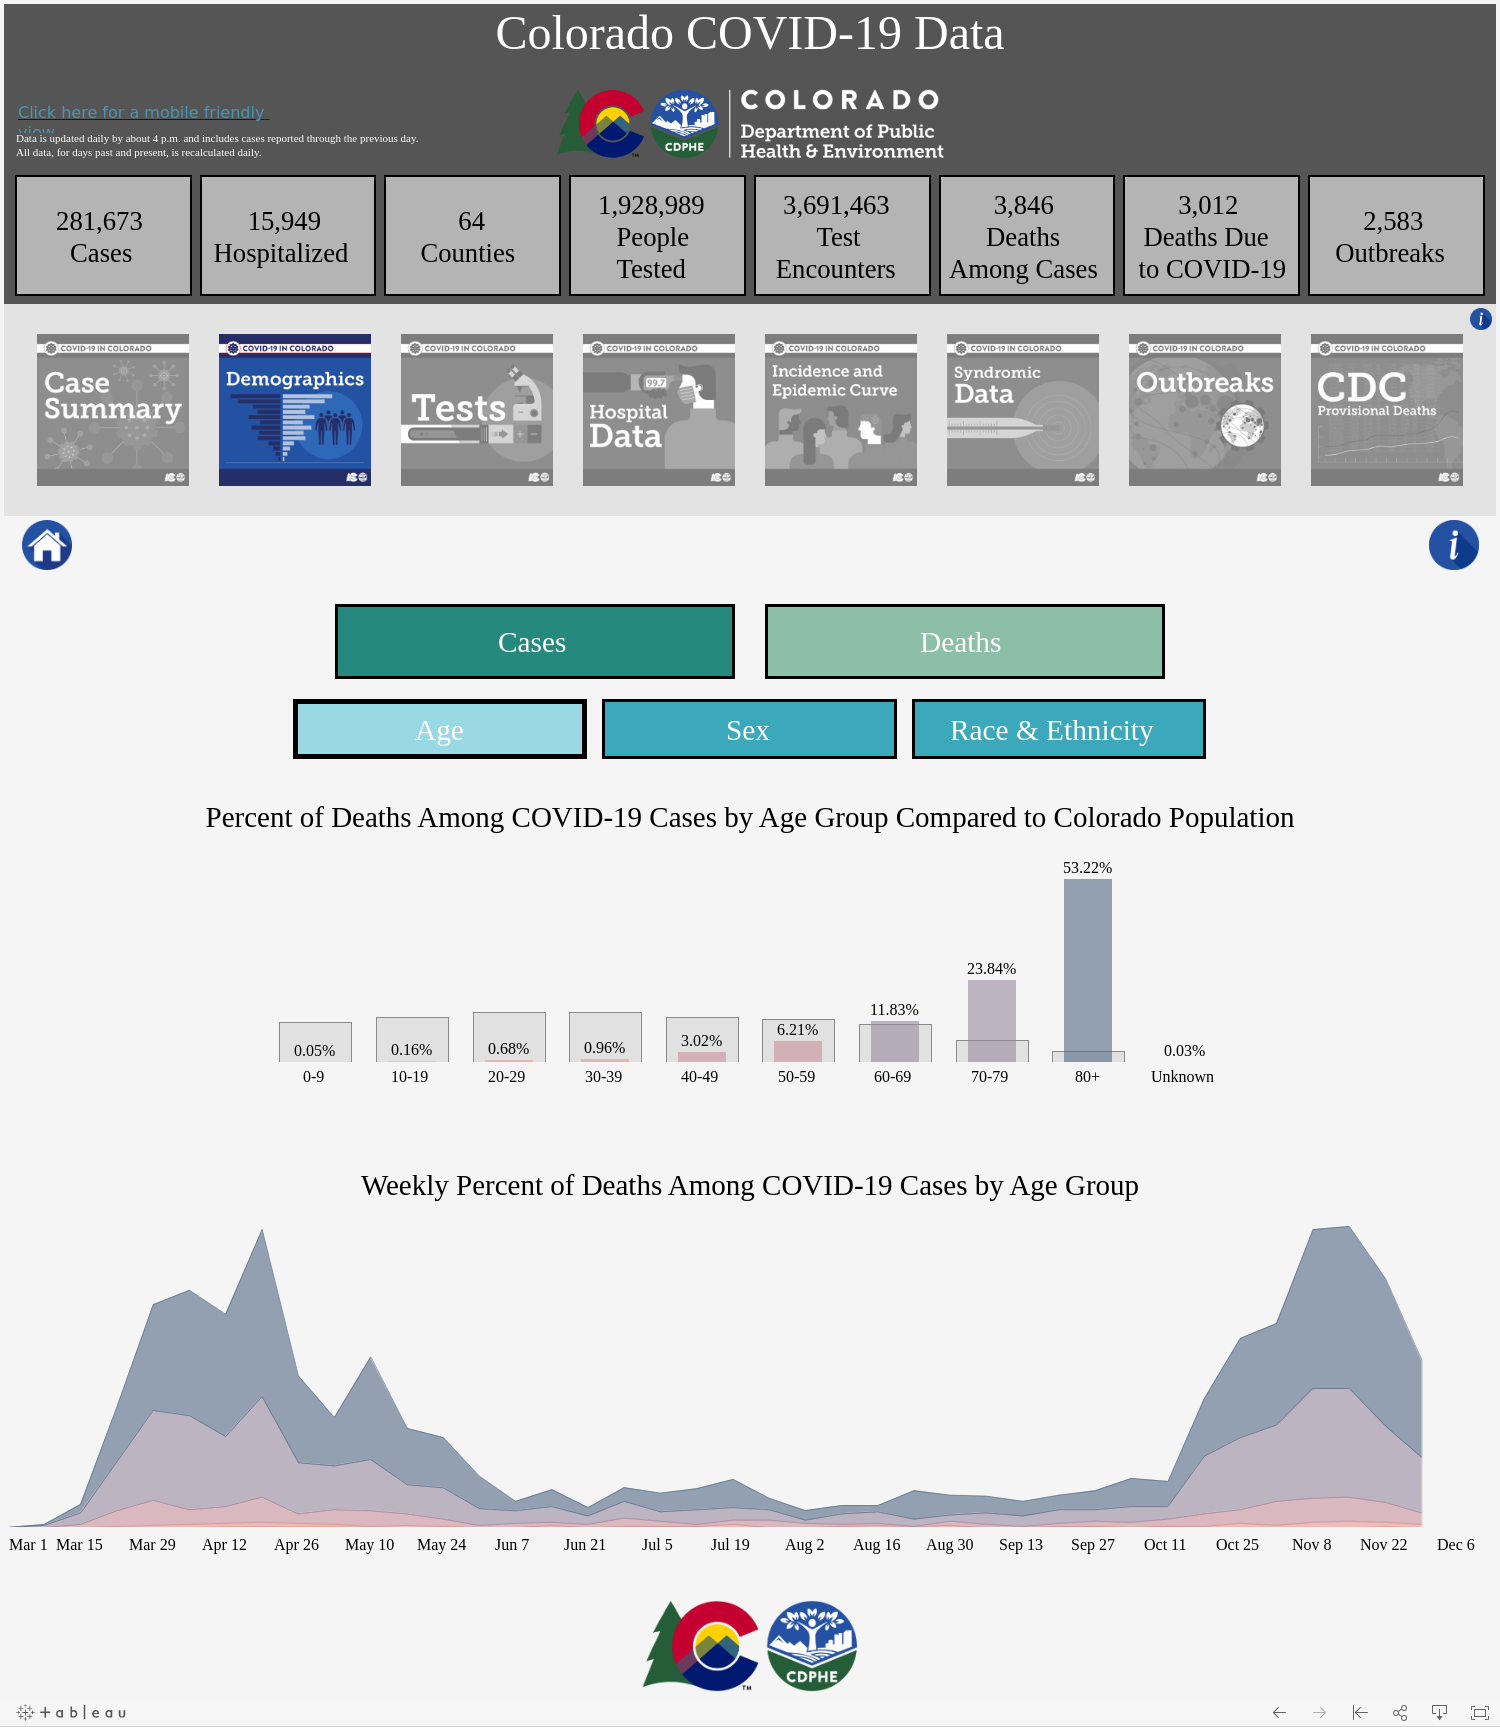 Colorado COVID-19 Data
Click here for a mobile friendly
view
Data is updated daily by about 4 p.m. and includes cases reported through the previous day.
All data, for days past and present, is recalculated daily.
COLORADO
Department of Public
Health & Environment
CDPHE
TM
281,673
Cases
15,949
Hospitalized
64
Counties
1,928,989
People
Tested
3,691,463
Test
Encounters
3,846
Deaths
Among Cases
3,012
Deaths Due
to COVID-19
2,583
Outbreaks
i
COVID-19 IN COLORADO
Case
Summary
COVID-19 IN COLORADO
Demographics
COVID-19 IN COLORADO
Tests
COVID-19 IN COLORADO
99.7
Hospital
Data
COVID-19 IN COLORADO
Incidence and
Epidemic Curve
COVID-19 IN COLORADO
Syndromic
Data
COVID-19 IN COLORADO
Outbreaks
COVID-19 IN COLORADO
CDC
Provisional Deaths
i
Cases
Deaths
Age
Sex
Race & Ethnicity
Percent of Deaths Among COVID-19 Cases by Age Group Compared to Colorado Population
0.05% 0.16% 0.68% 0.96% 3.02% 6.21% 11.83% 23.84% 53.22% 0.03%
0-9 10-19 20-29 30-39 40-49 50-59 60-69 70-79 80+ Unknown
Weekly Percent of Deaths Among COVID-19 Cases by Age Group
Mar 1 Mar 15 Mar 29 Apr 12 Apr 26 May 10 May 24 Jun 7 Jun 21 Jul 5 Jul 19 Aug 2 Aug 16 Aug 30 Sep 13 Sep 27 Oct 11 Oct 25 Nov 8 Nov 22 Dec 6
TM
CDPHE
+ableau